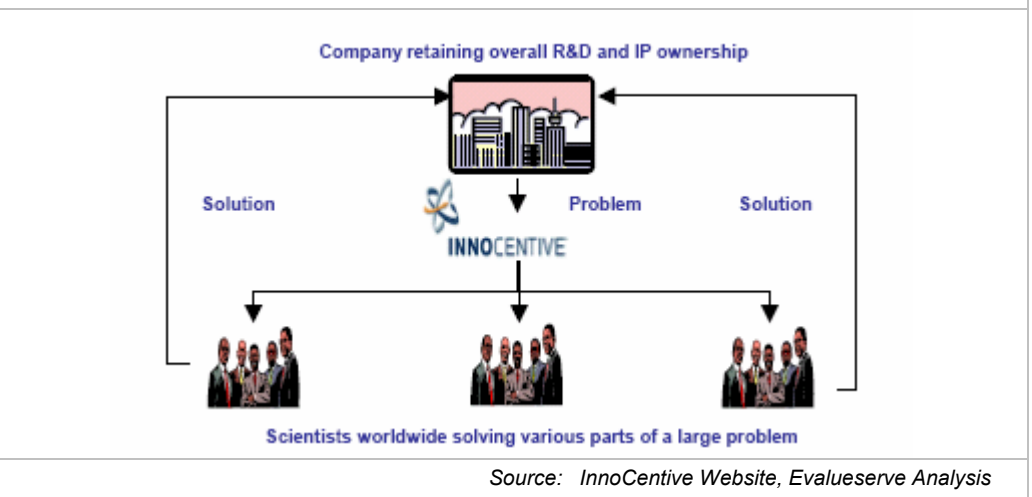 Company retaining overall R&D and IP ownership
Solution
Problem
Solution
INNOCENTIVE
Scientists worldwide solving various parts of a large problem
Source: InnoCentive Website, Evalueserve Analysis